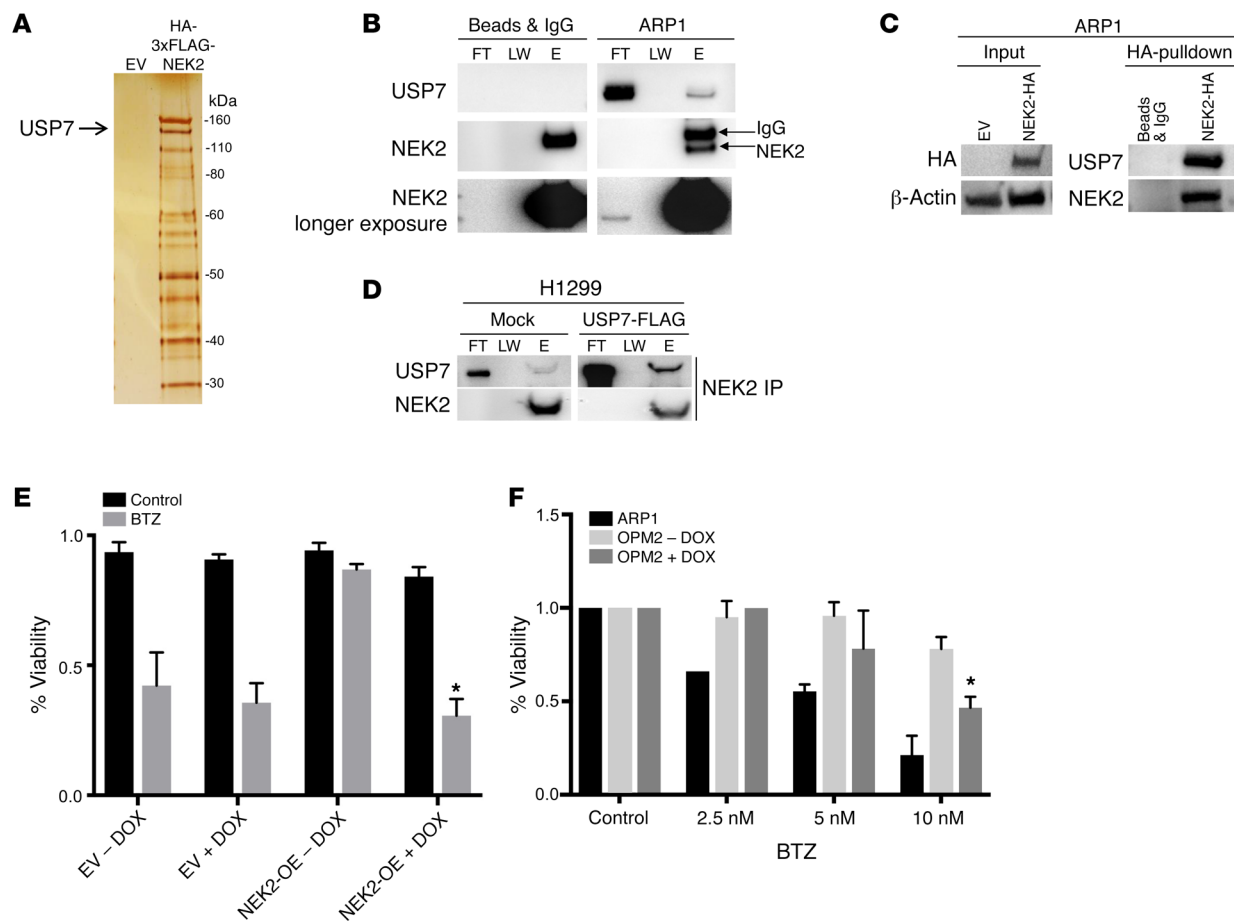 A
EV
HA-
3xFLAG-
NEK2
kDa
USP7
-160
-110
-80
-60
-50
-40
-30
B
Beads & IgG
ARP1
FT LW E
FT LW E
USP7
NEK2
IgG
NEK2
NEK2
longer exposure
C
ARP1
Input
HA-pulldown
EV
NEK2-HA
Beads
& IgG
NEK2-HA
HA
USP7
β-Actin
NEK2
D
H1299
Mock
USP7-FLAG
FT LW E
FT LW E
USP7
NEK2
NEK2 IP
E
Control
BTZ
% Viability
1.0
0.5
0.0
*
EV – DOX
EV + DOX
NEK2-OE – DOX
NEK2-OE + DOX
F
ARP1
OPM2 – DOX
OPM2 + DOX
% Viability
1.5
1.0
0.5
0.0
*
Control
2.5 nM
5 nM
10 nM
BTZ